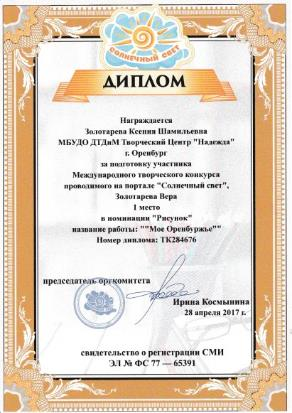 СОЛНЕЧНЫЙ СВЕТ
ДИПЛОМ
Награждается
Золотарева Ксения Шамильевна
МБУДО ДТДиМ Творческий Центр "Надежда"
г. Оренбург
за подготовку участника
Международного творческого конкурса
проводимого на портале "Солнечный свет",
Золотарева Вера
I место
в номинации "Рисунок"
название работы: ""Мое Оренбуржье""
Номер диплома: ТК284676
председатель оргкомитета
Ирина Космынина
28 апреля 2017 г.
свидетельство о регистрации СМИ
ЭЛ № ФС 77 — 65391